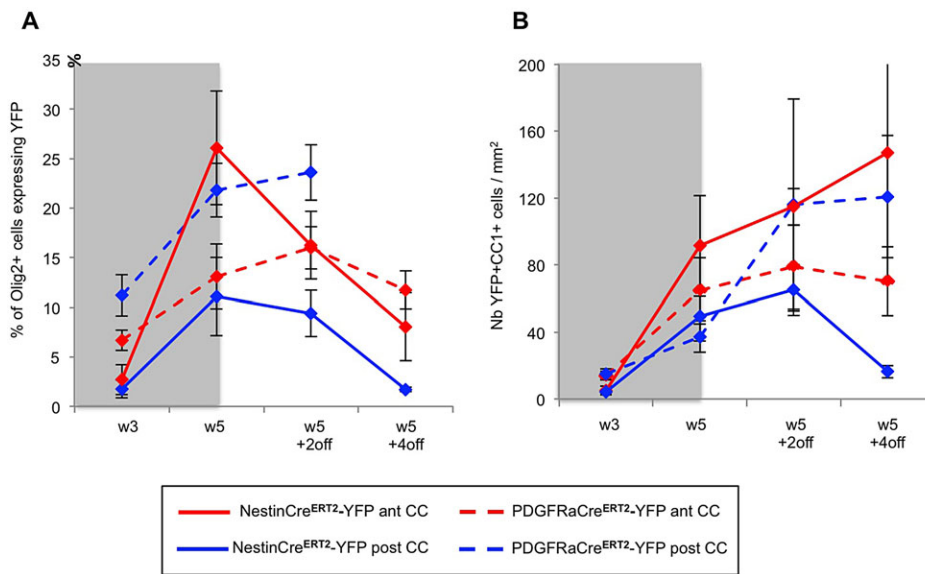 A
B
%
% of Olig2+ cells expressing YFP
35
30
25
20
15
10
5
0
w3
w5
w5
+2off
w5
+4off
Nb YFP+CC1+ cells / mm²
200
160
120
80
40
0
w3
w5
w5
+2off
w5
+4off
NestinCreERT2-YFP ant CC
PDGFRaCreERT2-YFP ant CC
NestinCreERT2-YFP post CC
PDGFRaCreERT2-YFP post CC